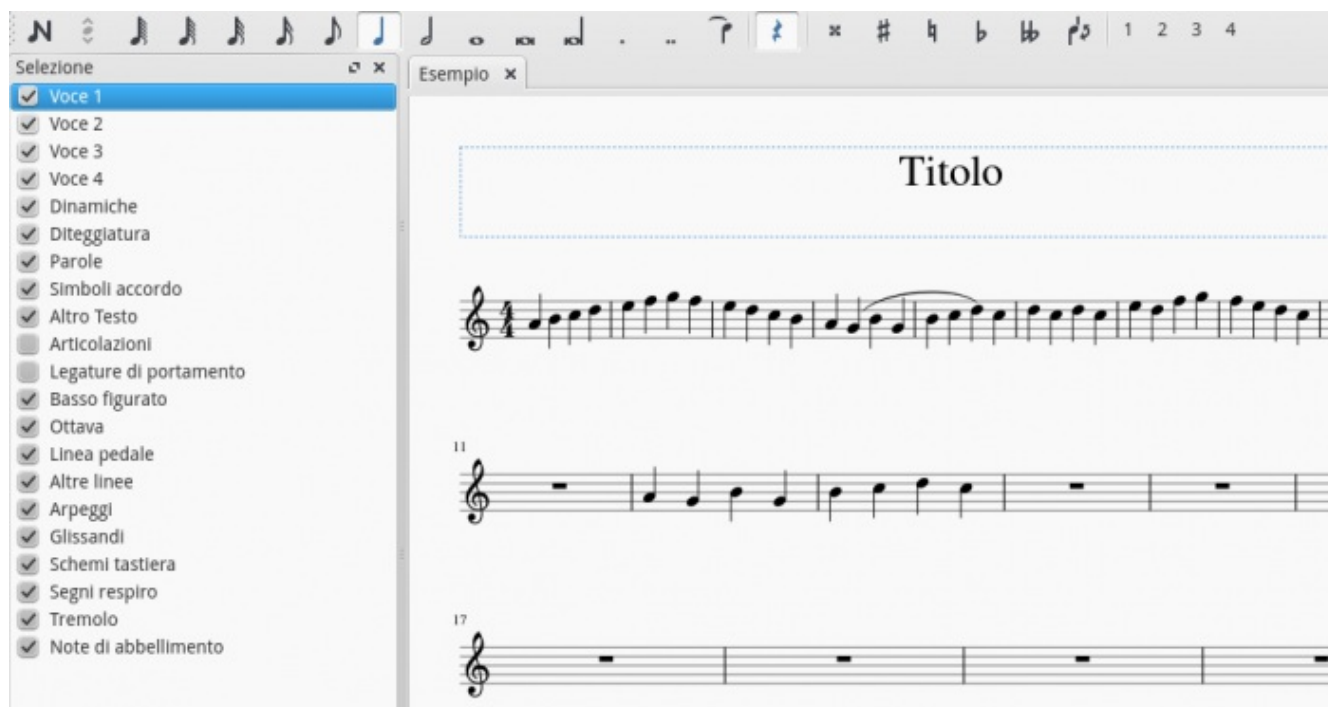 1 2 3 4
Selezione
Voce 1
Voce 2
Voce 3
Voce 4
Dinamiche
Diteggiatura
Parole
Simboli accordo
Altro Testo
Articolazioni
Legature di portamento
Basso figurato
Ottava
Linea pedale
Altre linee
Arpeggi
Glissandi
Schemi tastiera
Segni respiro
Tremolo
Note di abbellimento
Esempio
Titolo
4
4
11
17